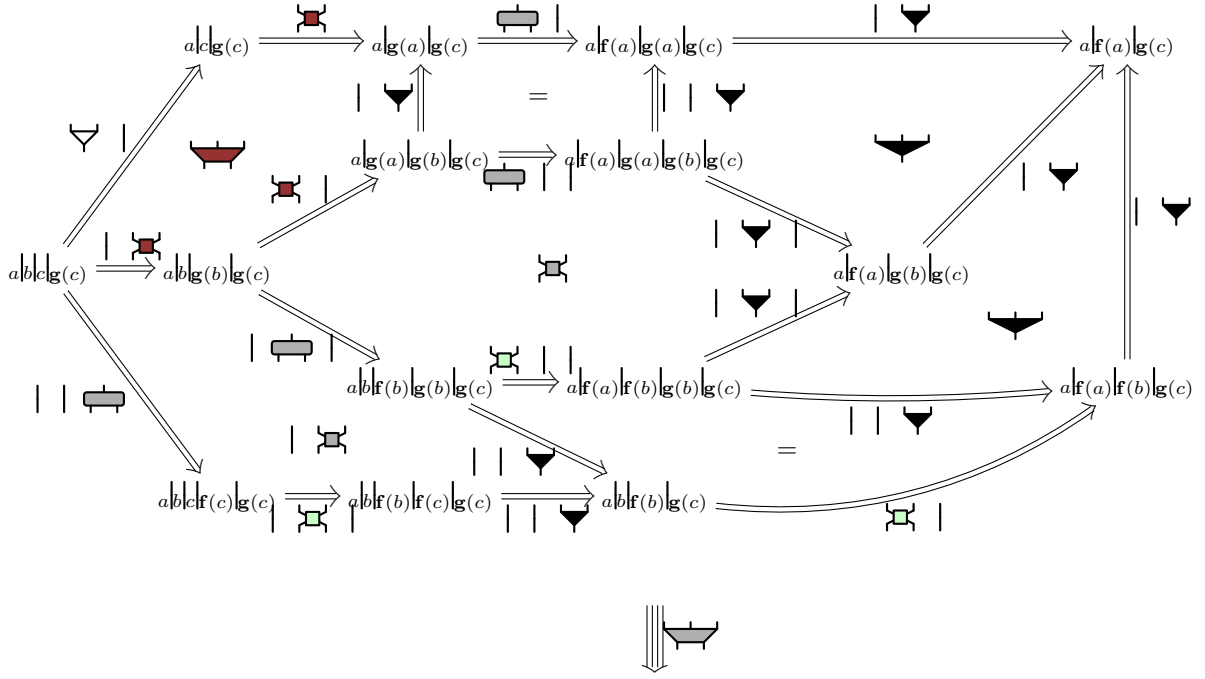 a|c|g(c) a|g(a)|g(c) a|f(a)|g(a)|g(c) a|f(a)|g(c)
=
a|g(a)|g(b)|g(c) a|f(a)|g(a)|g(b)|g(c)
a|b|c|g(c) a|b|g(b)|g(c) a|f(a)|g(b)|g(c)
a|b|f(b)|g(b)|g(c) a|f(a)|f(b)|g(b)|g(c) a|f(a)|f(b)|g(c)
=
a|b|c|f(c)|g(c) a|b|f(b)|f(c)|g(c) a|b|f(b)|g(c)